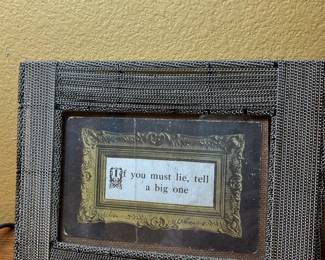 If you must lie, tell
a big one